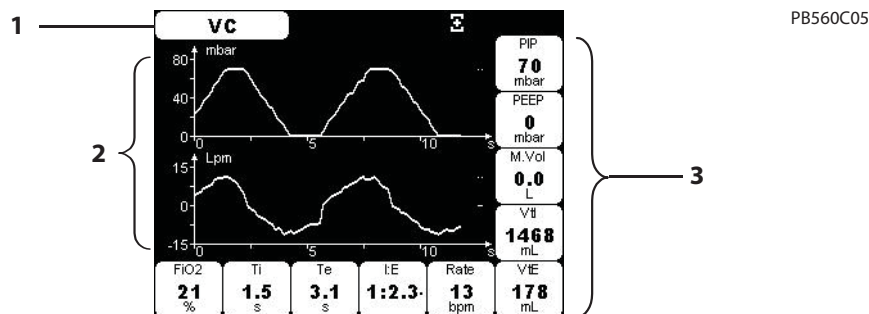 1
VC
PB560C05
mbar
80
40
0
0
5
10
s
2
Lpm
15
0
-15
0
5
10
s
PIP
70
mbar
PEEP
0
mbar
M.Vol
0.0
L
VtI
1468
mL
3
FiO2
21
%
Ti
1.5
s
Te
3.1
s
I:E
1:2.3
Rate
13
bpm
VtE
178
mL